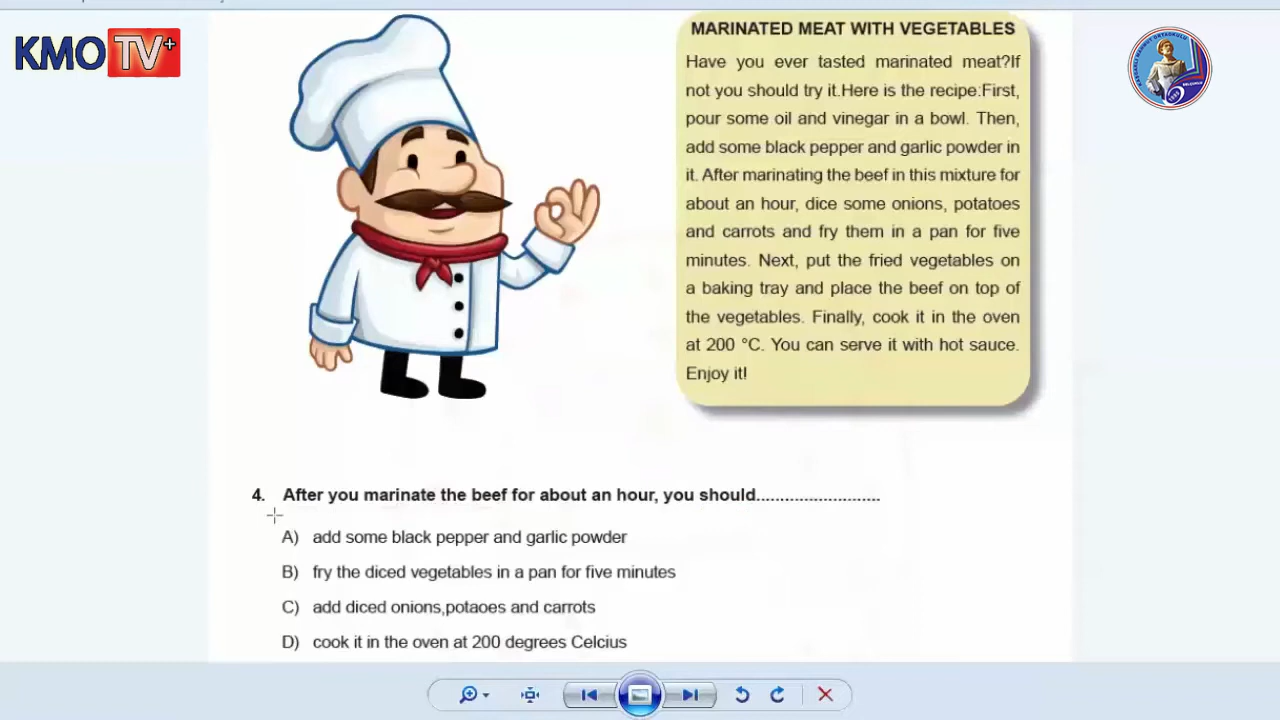 KMO TV+
MARINATED MEAT WITH VEGETABLES
Have you ever tasted marinated meat?If
not you should try it.Here is the recipe:First,
pour some oil and vinegar in a bowl. Then,
add some black pepper and garlic powder in
it. After marinating the beef in this mixture for
about an hour, dice some onions, potatoes
and carrots and fry them in a pan for five
minutes. Next, put the fried vegetables on
a baking tray and place the beef on top of
the vegetables. Finally, cook it in the oven
at 200 °C. You can serve it with hot sauce.
Enjoy it!
4. After you marinate the beef for about an hour, you should..........................
A) add some black pepper and garlic powder
B) fry the diced vegetables in a pan for five minutes
C) add diced onions,potaoes and carrots
D) cook it in the oven at 200 degrees Celcius